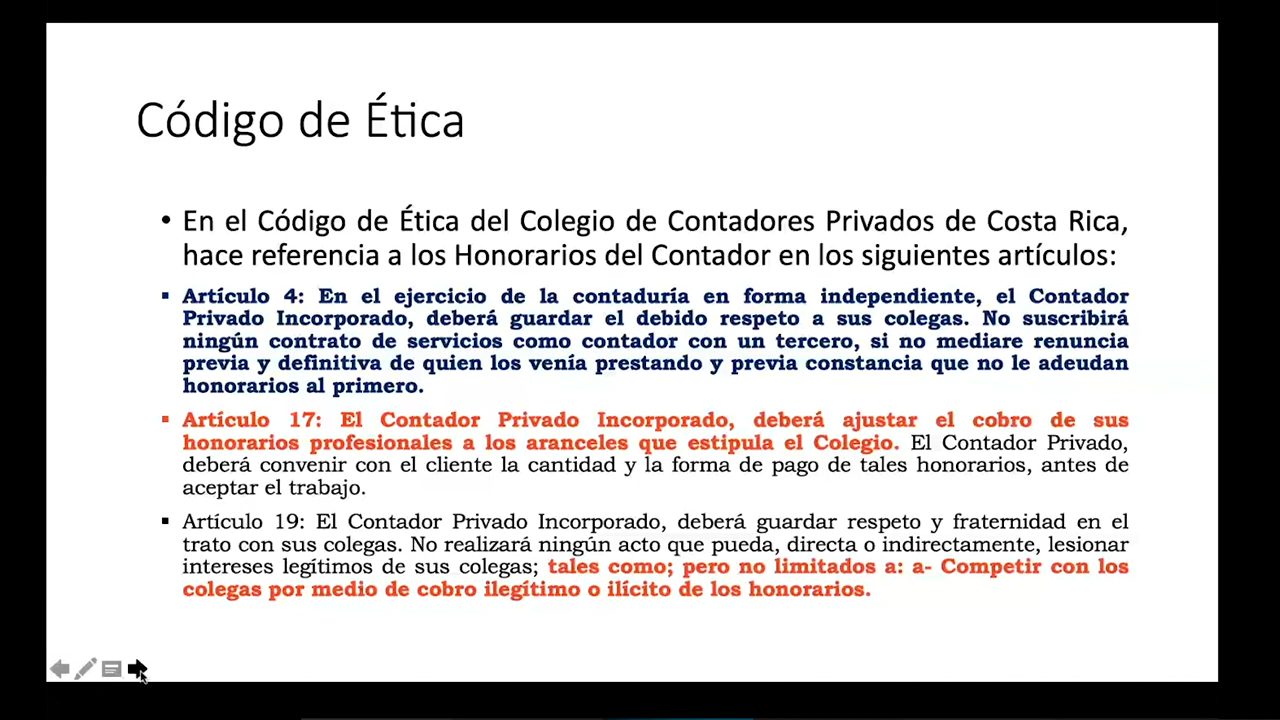 Código de Ética
• En el Código de Ética del Colegio de Contadores Privados de Costa Rica,
hace referencia a los Honorarios del Contador en los siguientes artículos:
▪ Artículo 4: En el ejercicio de la contaduría en forma independiente, el Contador
Privado Incorporado, deberá guardar el debido respeto a sus colegas. No suscribirá
ningún contrato de servicios como contador con un tercero, si no mediare renuncia
previa y definitiva de quien los venía prestando y previa constancia que no le adeudan
honorarios al primero.
▪ Artículo 17: El Contador Privado Incorporado, deberá ajustar el cobro de sus
honorarios profesionales a los aranceles que estipula el Colegio. El Contador Privado,
deberá convenir con el cliente la cantidad y la forma de pago de tales honorarios, antes de
aceptar el trabajo.
▪ Artículo 19: El Contador Privado Incorporado, deberá guardar respeto y fraternidad en el
trato con sus colegas. No realizará ningún acto que pueda, directa o indirectamente, lesionar
intereses legítimos de sus colegas; tales como; pero no limitados a: a- Competir con los
colegas por medio de cobro ilegítimo o ilícito de los honorarios.